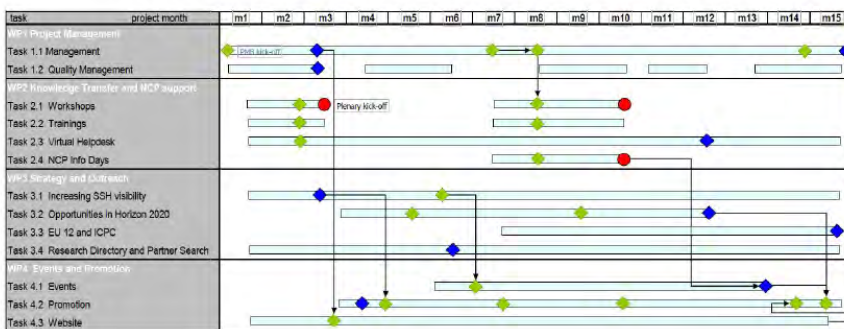 task project month m1 m2 m3 m4 m5 m6 m7 m8 m9 m10 m11 m12 m13 m14 m15
WP1 Project Management
Task 1.1 Management PMB kick-off
Task 1.2 Quality Management
WP2 Knowledge Transfer and NCP support
Task 2.1 Workshops Plenary kick-off
Task 2.2 Trainings
Task 2.3 Virtual Helpdesk
Task 2.4 NCP Info Days
WP3 Strategy and Outreach
Task 3.1 Increasing SSH visibility
Task 3.2 Opportunities in Horizon 2020
Task 3.3 EU 12 and ICPC
Task 3.4 Research Directory and Partner Search
WP4 Events and Promotion
Task 4.1 Events
Task 4.2 Promotion
Task 4.3 Website